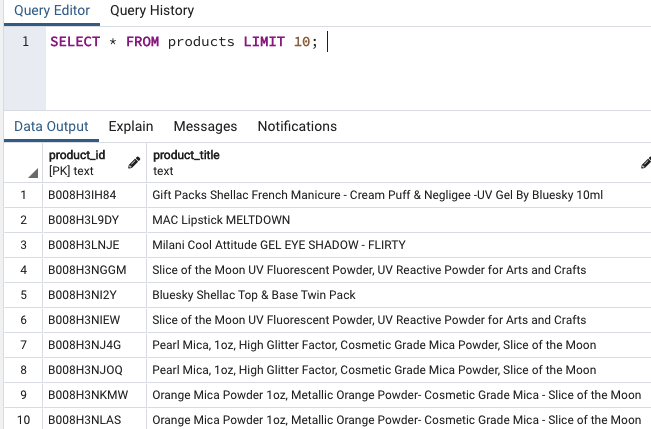 Query Editor Query History
1 SELECT * FROM products LIMIT 10;
Data Output Explain Messages Notifications
product_id product_title
[PK] text text
1 B008H3IH84 Gift Packs Shellac French Manicure - Cream Puff & Negligee -UV Gel By Bluesky 10ml
2 B008H3L9DY MAC Lipstick MELTDOWN
3 B008H3LNJE Milani Cool Attitude GEL EYE SHADOW - FLIRTY
4 B008H3NGGM Slice of the Moon UV Fluorescent Powder, UV Reactive Powder for Arts and Crafts
5 B008H3NI2Y Bluesky Shellac Top & Base Twin Pack
6 B008H3NIEW Slice of the Moon UV Fluorescent Powder, UV Reactive Powder for Arts and Crafts
7 B008H3NJ4G Pearl Mica, 1oz, High Glitter Factor, Cosmetic Grade Mica Powder, Slice of the Moon
8 B008H3NJOQ Pearl Mica, 1oz, High Glitter Factor, Cosmetic Grade Mica Powder, Slice of the Moon
9 B008H3NKMW Orange Mica Powder 1oz, Metallic Orange Powder- Cosmetic Grade Mica - Slice of the Moon
10 B008H3NLAS Orange Mica Powder 1oz, Metallic Orange Powder- Cosmetic Grade Mica - Slice of the Moon